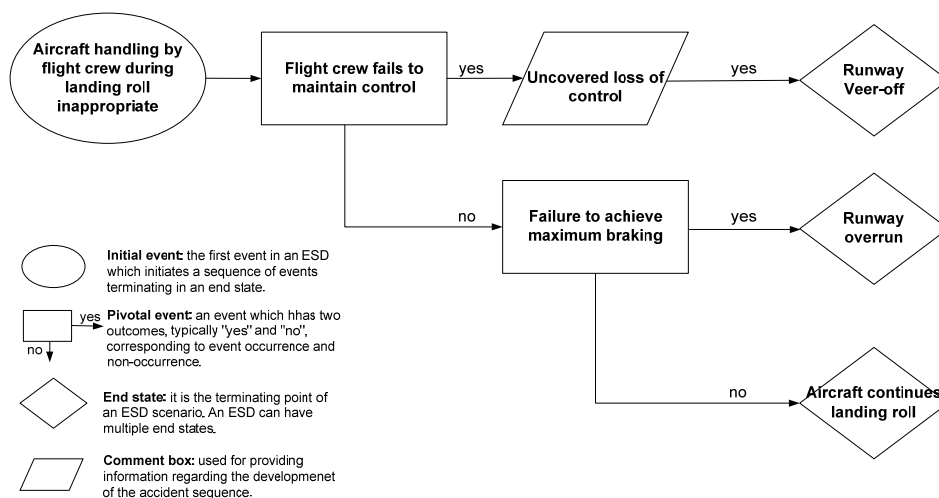 Aircraft handling by
flight crew during
landing roll
inappropriate
Flight crew fails to
maintain control
yes
Uncovered loss of
control
yes
Runway
Veer-off
no
Failure to achieve
maximum braking
yes
Runway
overrun
no
Aircraft continues
landing roll
Initial event: the first event in an ESD
which initiates a sequence of events
terminating in an end state.
yes
no
Pivotal event: an event which hhas two
outcomes, typically "yes" and "no",
corresponding to event occurrence and
non-occurrence.
End state: it is the terminating point of
an ESD scenario. An ESD can have
multiple end states.
Comment box: used for providing
information regarding the developmenet
of the accident sequence.